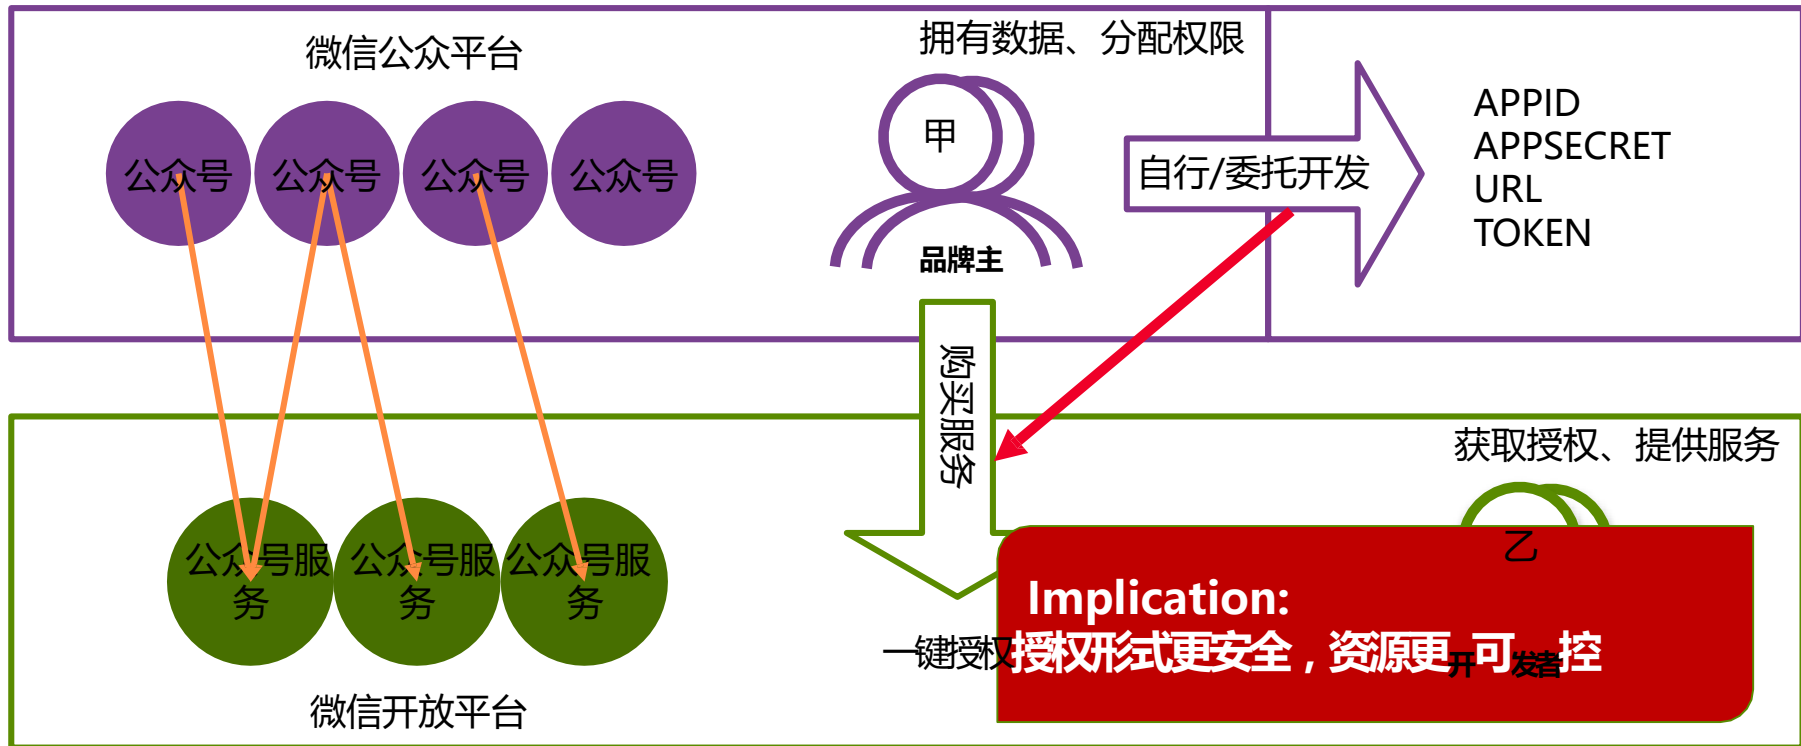 微信公众平台
拥有数据、分配权限
公众号
公众号
公众号
公众号
甲
品牌主
自行/委托开发
APPID
APPSECRET
URL
TOKEN
购买服务
获取授权、提供服务
公众号服
务
公众号服
务
公众号服
务
乙
开发者
一键授权
Implication:
授权形式更安全，资源更可控
微信开放平台